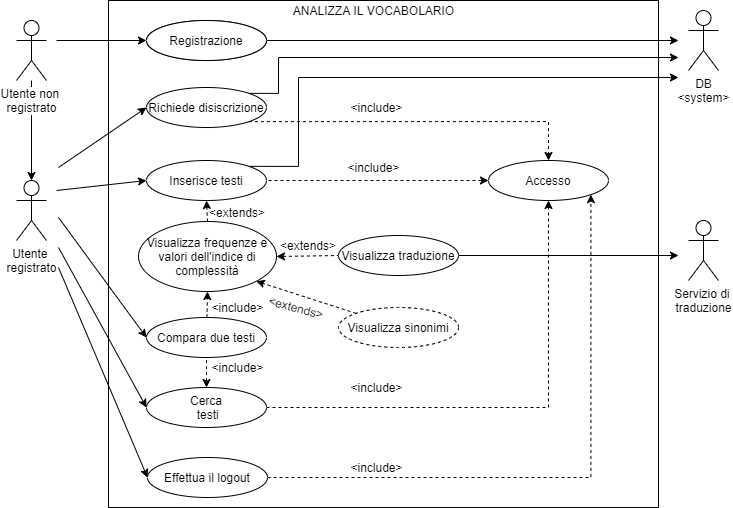 ANALIZZA IL VOCABOLARIO
Registrazione
Utente non
registrato
DB
<system>
Richiede disiscrizione
<include>
Inserisce testi
<include>
Accesso
<extends>
Utente
registrato
Visualizza frequenze e
valori dell'indice di
complessità
<extends>
Visualizza traduzione
Servizio di
traduzione
<include>
<extends>
Visualizza sinonimi
Compara due testi
<include>
Cerca
testi
<include>
Effettua il logout
<include>